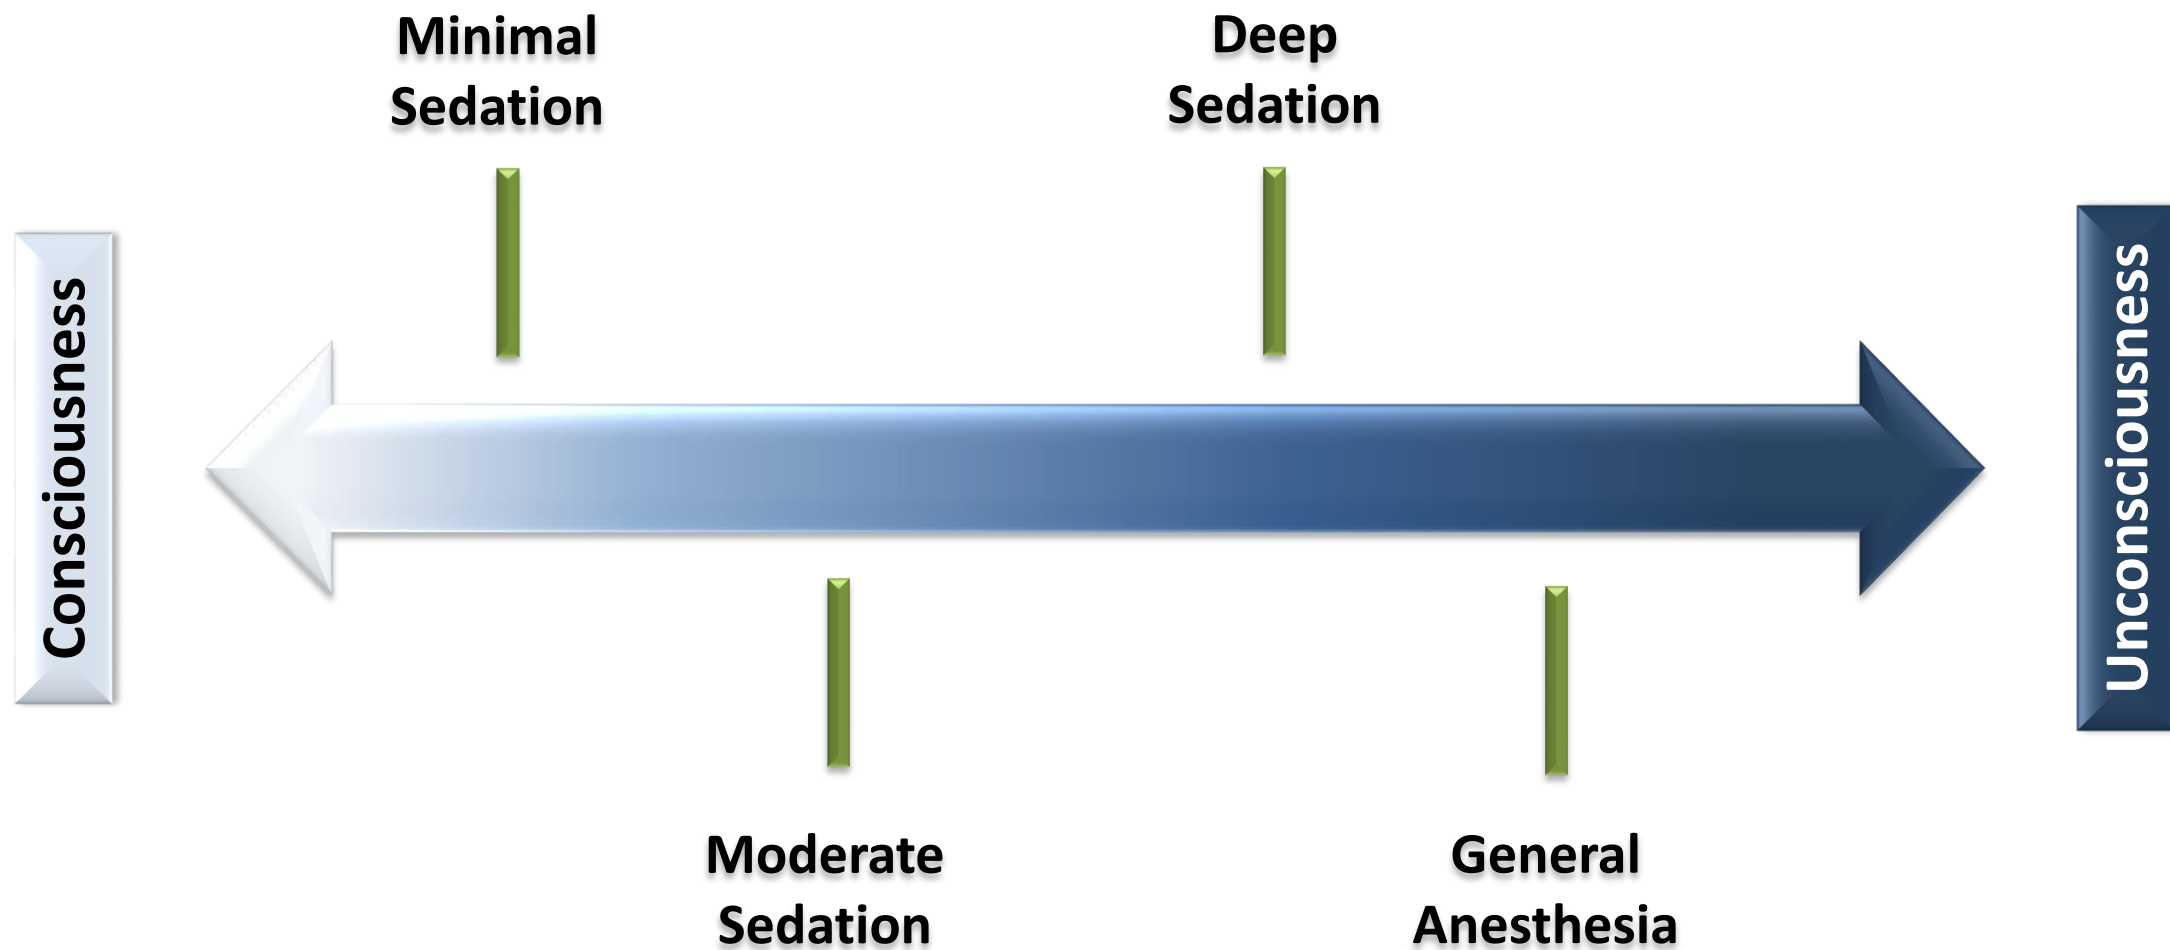 Minimal
Sedation
Deep
Sedation
Consciousness
Unconsciousness
Moderate
Sedation
General
Anesthesia